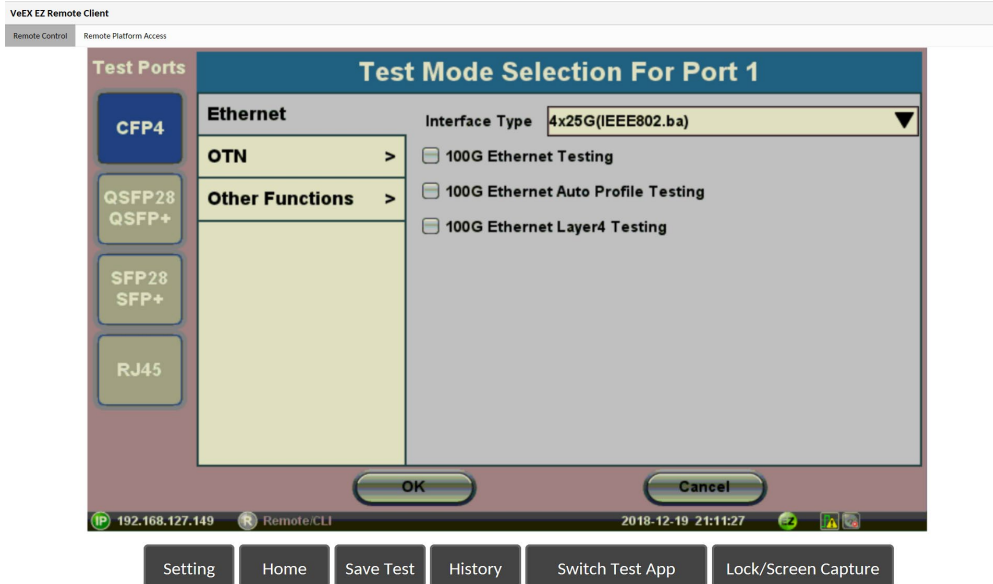 VeEX EZ Remote Client
Remote Control Remote Platform Access
Test Ports
Test Mode Selection For Port 1
CFP4
QSFP28
QSFP+
SFP28
SFP+
RJ45
Ethernet
OTN >
Other Functions >
Interface Type 4x25G(IEEE802.ba)
100G Ethernet Testing
100G Ethernet Auto Profile Testing
100G Ethernet Layer4 Testing
OK Cancel
IP 192.168.127.149 R Remote/CLI 2018-12-19 21:11:27 EZ
Setting Home Save Test History Switch Test App Lock/Screen Capture